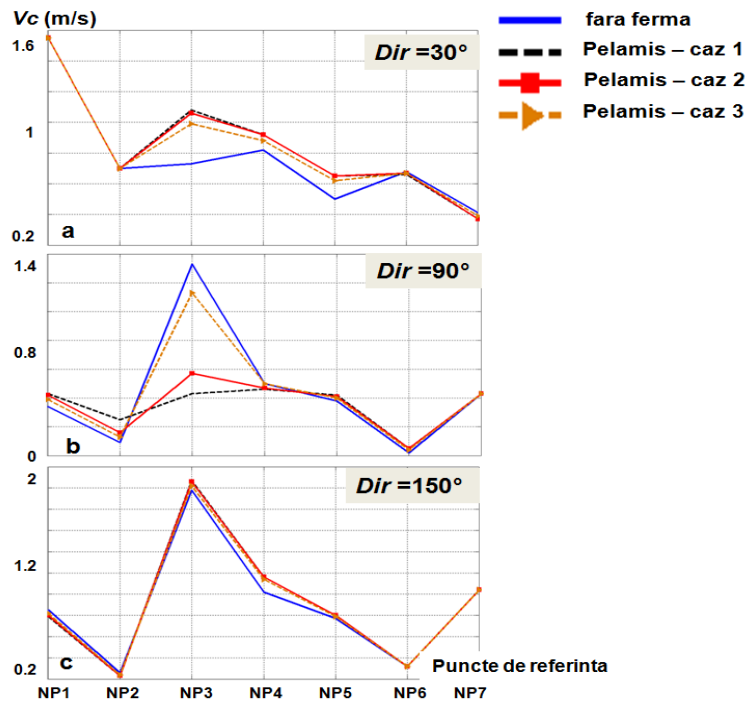 Vc (m/s)
fara ferma
Pelamis – caz 1
Pelamis – caz 2
Pelamis – caz 3
1.6
Dir =30°
1
0.2
a
1.4
Dir =90°
0.8
0
b
2
Dir =150°
1.2
0.2
c
Puncte de referinta
NP1 NP2 NP3 NP4 NP5 NP6 NP7